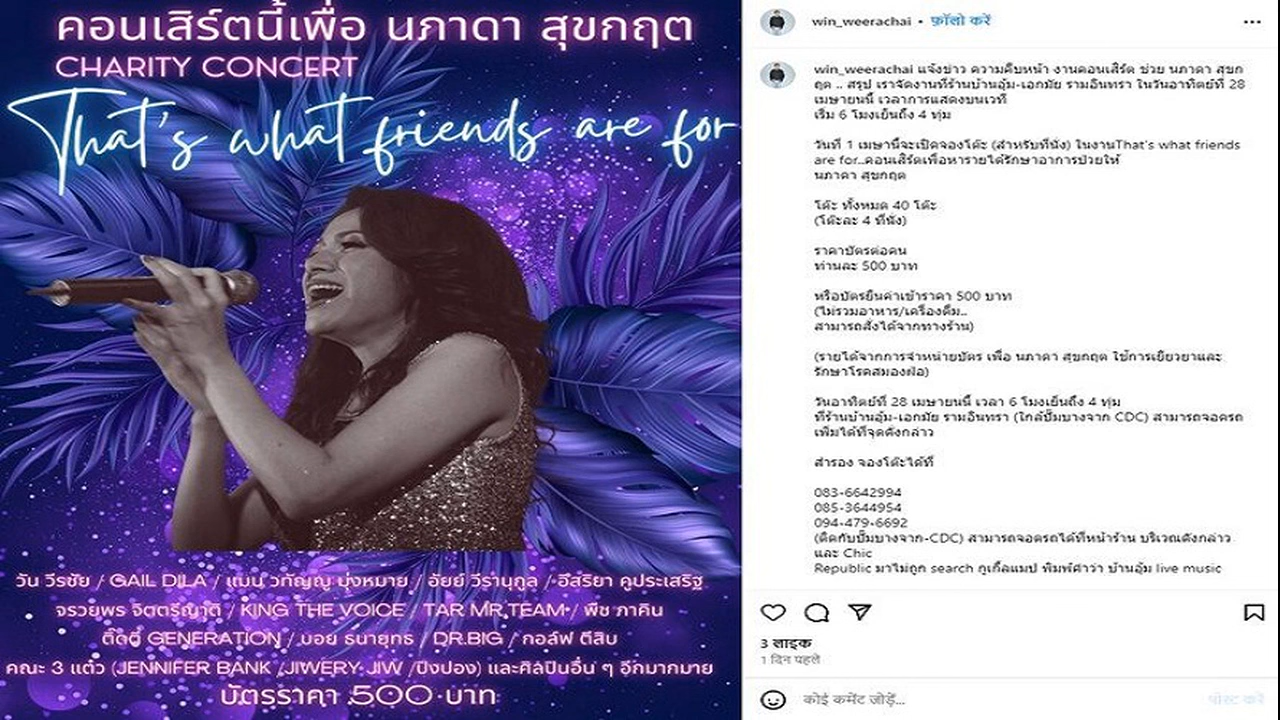 คอนเสิร์ตนี้เพื่อ นภาดา สุขกฤต
CHARITY CONCERT
That's what friends are for
วัน วีรชัย / GAIL DILA / แมน วทัญญู มุ่งหมาย / อัยย์ วีรานุกูล / อิสริยา คูประเสริฐ
จรวยพร จิตตรีญาติ / KING THE VOICE / TAR MR.TEAM / พีช ภาคิน
ติ๊ดตี่ GENERATION / บอย ธนายุทธ / DR.BIG / กอล์ฟ ตีสิบ
คณะ 3 แต๋ว (JENNIFER BANK /JIWERY JIW /ปิงปอง) และศิลปินอื่น ๆ อีกมากมาย
บัตรราคา 500 บาท
win_weerachai • फ़ॉलो करें
win_weerachai แจ้งข่าว ความคืบหน้า งานคอนเสิร์ต ช่วย นภาดา สุขก
ฤต .. สรุป เราจัดงานที่ร้านบ้านอุ้ม-เอกมัย รามอินทรา ในวันอาทิตย์ที่ 28
เมษายนนี้ เวลาการแสดงบนเวที
เริ่ม 6 โมงเย็นถึง 4 ทุ่ม
วันที่ 1 เมษานี้จะเปิดจองโต๊ะ (สำหรับที่นั่ง) ในงานThat's what friends
are for..คอนเสิร์ตเพื่อหารายได้รักษาอาการป่วยให้
นภาดา สุขกฤต
โต๊ะ ทั้งหมด 40 โต๊ะ
(โต๊ะละ 4 ที่นั่ง)
ราคาบัตรต่อคน
ท่านละ 500 บาท
หรือบัตรยืนค่าเข้าราคา 500 บาท
(ไม่รวมอาหาร/เครื่องดื่ม..
สามารถสั่งได้จากทางร้าน)
(รายได้จากการจำหน่ายบัตร เพื่อ นภาดา สุขกฤต ใช้การเยียวยาและ
รักษาโรคสมองฝ่อ)
วันอาทิตย์ที่ 28 เมษายนนี้ เวลา 6 โมงเย็นถึง 4 ทุ่ม
ที่ร้านบ้านอุ้ม-เอกมัย รามอินทรา (ใกล้ปั๊มบางจาก CDC) สามารถจอดรถ
เพิ่มได้ที่จุดดังกล่าว
สำรอง จองโต๊ะได้ที่
083-6642994
085-3644954
094-479-6692
(ติดกับปั๊มบางจาก-CDC) สามารถจอดรถได้ที่หน้าร้าน บริเวณดังกล่าว
และ Chic
Republic มาไม่ถูก search กูเกิ้ลแมป พิมพ์คำว่า บ้านอุ้ม live music
3 लाइक
1 दिन पहले
कोई कमेंट जोड़ें...
पोस्ट करें